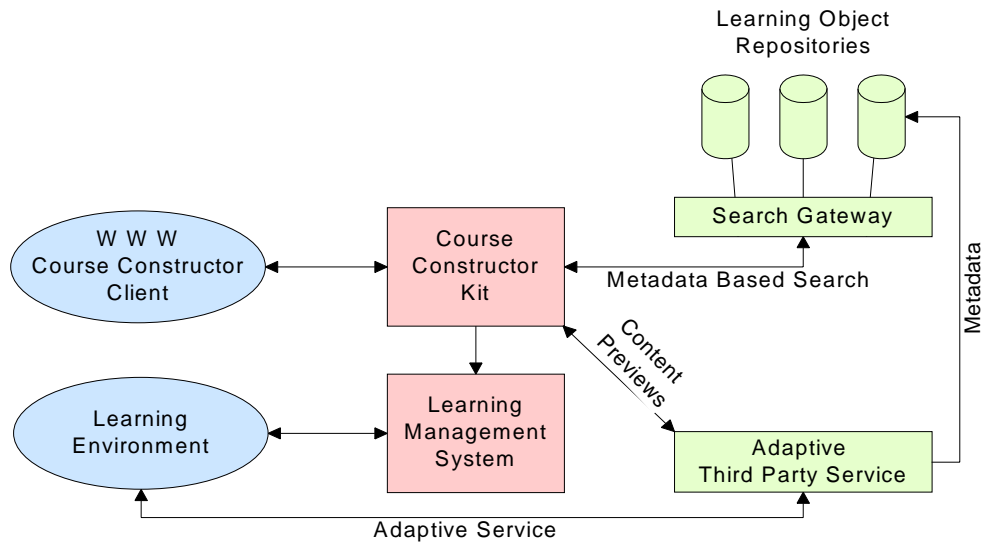 Learning Object
Repositories
Search Gateway
W W W
Course Constructor
Client
Course
Constructor
Kit
Metadata Based Search
Metadata
Content
Previews
Learning
Environment
Learning
Management
System
Adaptive
Third Party Service
Adaptive Service